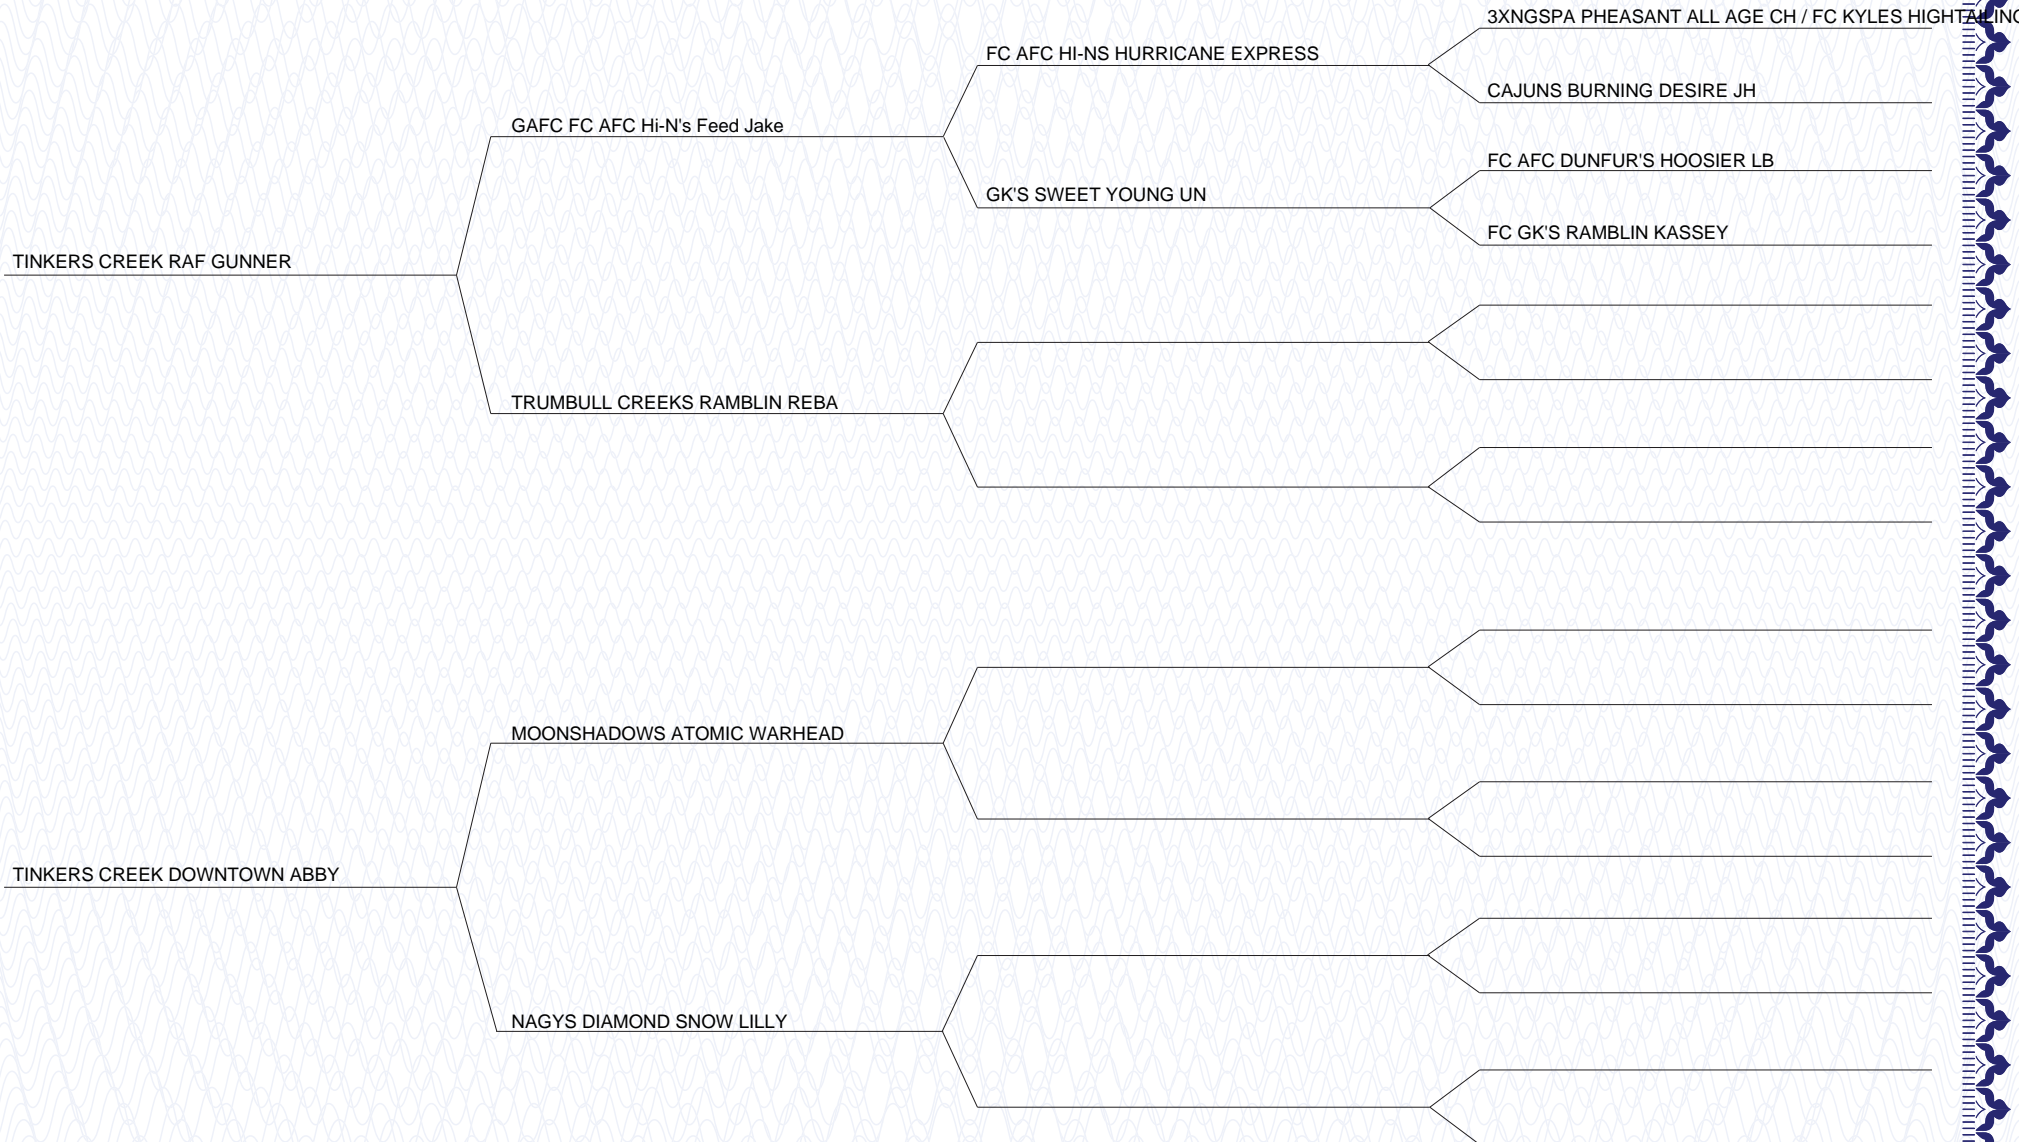 3XNGSPA PHEASANT ALL AGE CH / FC KYLES HIGHTAILING
FC AFC HI-NS HURRICANE EXPRESS
CAJUNS BURNING DESIRE JH
GAFC FC AFC Hi-N's Feed Jake
FC AFC DUNFUR'S HOOSIER LB
GK'S SWEET YOUNG UN
FC GK'S RAMBLIN KASSEY
TINKERS CREEK RAF GUNNER
TRUMBULL CREEKS RAMBLIN REBA
MOONSHADOWS ATOMIC WARHEAD
TINKERS CREEK DOWNTOWN ABBY
NAGYS DIAMOND SNOW LILLY